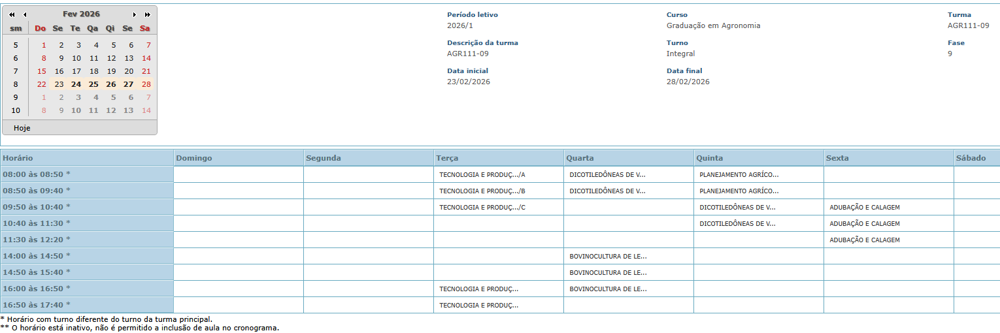 Fev 2026
sm Do Se Te Qa Qi Se Sa
5 1 2 3 4 5 6 7
6 8 9 10 11 12 13 14
7 15 16 17 18 19 20 21
8 22 23 24 25 26 27 28
9 1 2 3 4 5 6 7
10 8 9 10 11 12 13 14
Hoje
Período letivo Curso Turma
2026/1 Graduação em Agronomia AGR111-09
Descrição da turma Turno Fase
AGR111-09 Integral 9
Data inicial Data final
23/02/2026 28/02/2026
Horário Domingo Segunda Terça Quarta Quinta Sexta Sábado
08:00 às 08:50 * TECNOLOGIA E PRODUÇ.../A DICOTILEDÔNEAS DE V... PLANEJAMENTO AGRÍCO...
08:50 às 09:40 * TECNOLOGIA E PRODUÇ.../B DICOTILEDÔNEAS DE V... PLANEJAMENTO AGRÍCO...
09:50 às 10:40 * TECNOLOGIA E PRODUÇ.../C DICOTILEDÔNEAS DE V... ADUBAÇÃO E CALAGEM
10:40 às 11:30 * DICOTILEDÔNEAS DE V... ADUBAÇÃO E CALAGEM
11:30 às 12:20 * ADUBAÇÃO E CALAGEM
14:00 às 14:50 * BOVINOCULTURA DE LE...
14:50 às 15:40 * BOVINOCULTURA DE LE...
16:00 às 16:50 * TECNOLOGIA E PRODUÇ... BOVINOCULTURA DE LE...
16:50 às 17:40 * TECNOLOGIA E PRODUÇ...
* Horário com turno diferente do turno da turma principal.
** O horário está inativo, não é permitido a inclusão de aula no cronograma.